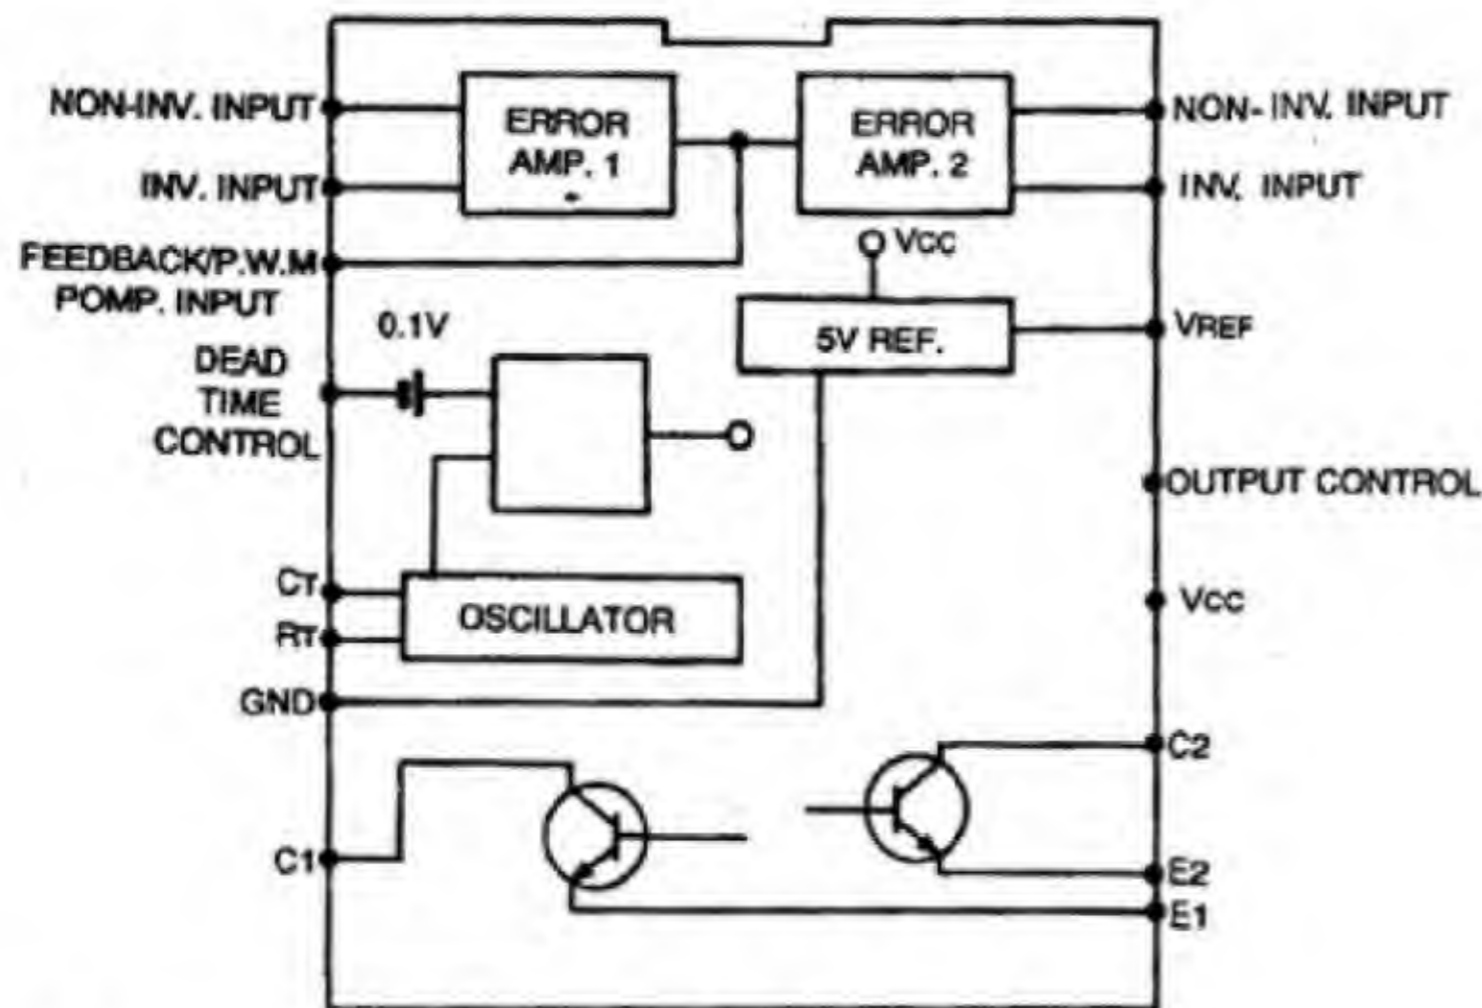 NON-INV. INPUT
INV. INPUT
FEEDBACK/P.W.M
POMP. INPUT
DEAD
TIME
CONTROL
CT
RT
GND
C1
ERROR
AMP. 1
ERROR
AMP. 2
VCC
5V REF.
0.1V
OSCILLATOR
NON-INV. INPUT
INV. INPUT
VREF
OUTPUT CONTROL
VCC
C2
E2
E1